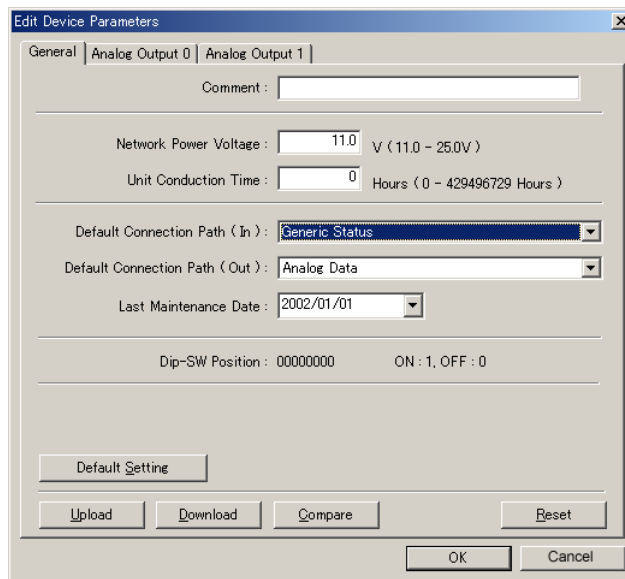 Edit Device Parameters
General Analog Output 0 Analog Output 1
Comment :
Network Power Voltage : 11.0 V ( 11.0 - 25.0V )
Unit Conduction Time : 0 Hours ( 0 - 429496729 Hours )
Default Connection Path ( In ) : Generic Status
Default Connection Path ( Out ) : Analog Data
Last Maintenance Date : 2002/01/01
Dip-SW Position : 00000000 ON : 1, OFF : 0
Default Setting
Upload Download Compare Reset
OK Cancel